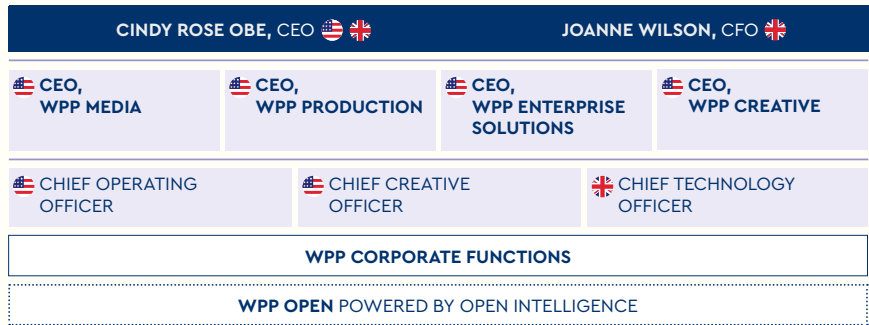 CINDY ROSE OBE, CEO
JOANNE WILSON, CFO
CEO,
WPP MEDIA
CEO,
WPP PRODUCTION
CEO,
WPP ENTERPRISE
SOLUTIONS
CEO,
WPP CREATIVE
CHIEF OPERATING
OFFICER
CHIEF CREATIVE
OFFICER
CHIEF TECHNOLOGY
OFFICER
WPP CORPORATE FUNCTIONS
WPP OPEN POWERED BY OPEN INTELLIGENCE